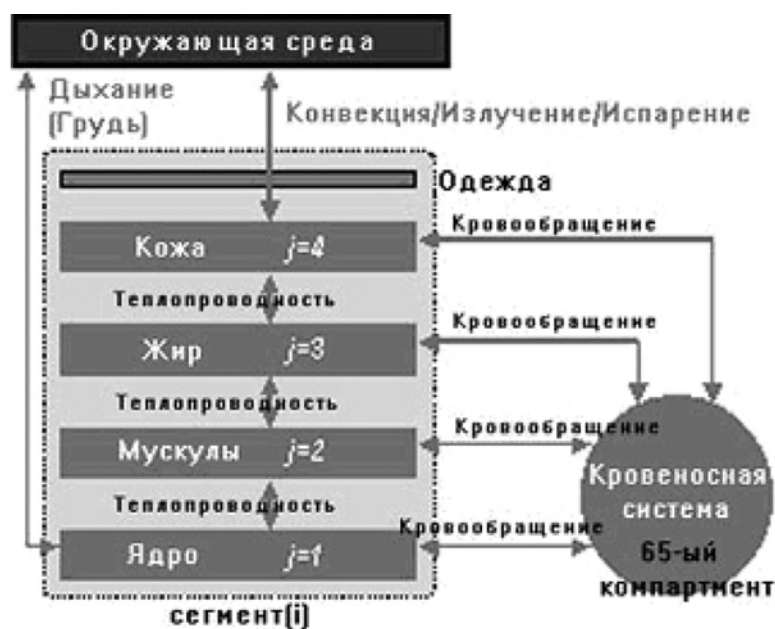 Окружающая среда
Дыхание
(Грудь)
Конвекция/Излучение/Испарение
Одежда
Кожа j=4
Кровообращение
Теплопроводность
Жир j=3
Кровообращение
Теплопроводность
Мускулы j=2
Кровообращение
Теплопроводность
Ядро j=1
Кровообращение
Кровеносная
система
65-ый
компартмент
сегмент(i)